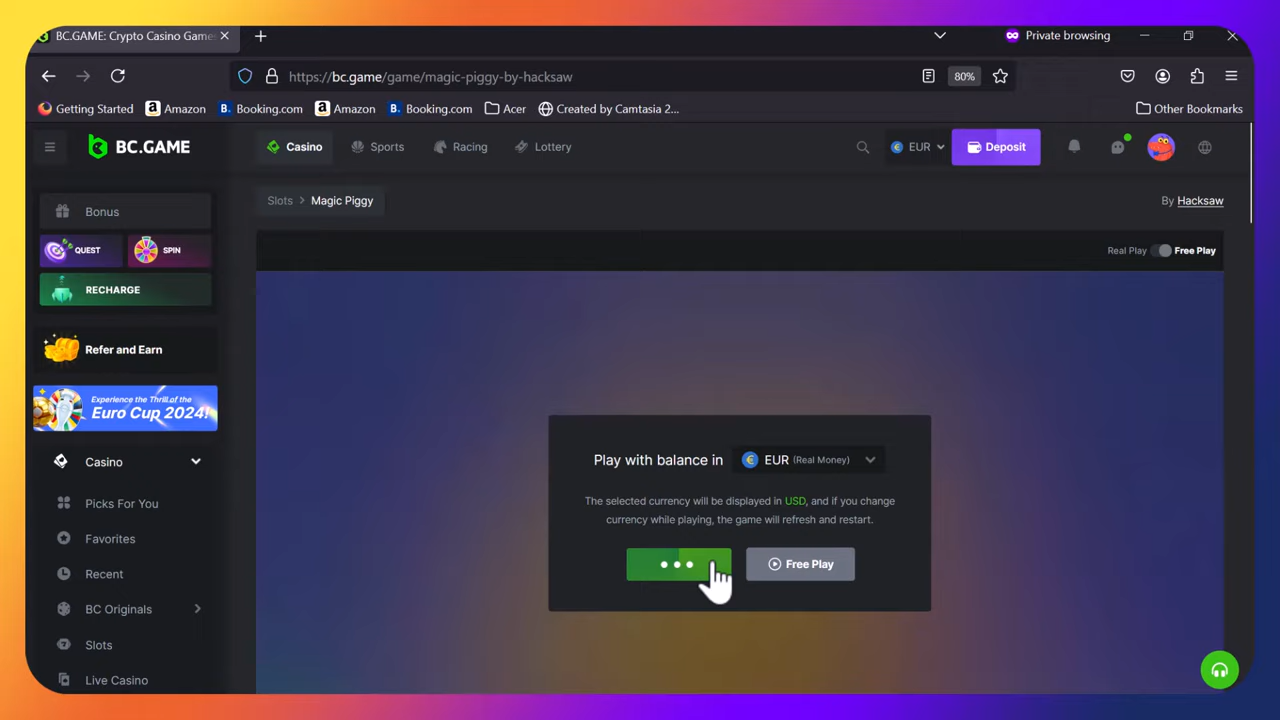 BC.GAME: Crypto Casino Games
Private browsing
https://bc.game/game/magic-piggy-by-hacksaw
80%
Getting Started
Amazon
Booking.com
Amazon
Booking.com
Acer
Created by Camtasia 2...
Other Bookmarks
BC.GAME
Casino
Sports
Racing
Lottery
EUR
Deposit
Slots > Magic Piggy
By Hacksaw
Bonus
QUEST
SPIN
RECHARGE
Real Play
Free Play
Refer and Earn
Experience the Thrill of the
Euro Cup 2024!
Casino
Picks For You
Favorites
Recent
BC Originals
Slots
Live Casino
Play with balance in
EUR (Real Money)
The selected currency will be displayed in USD, and if you change
currency while playing, the game will refresh and restart.
Free Play